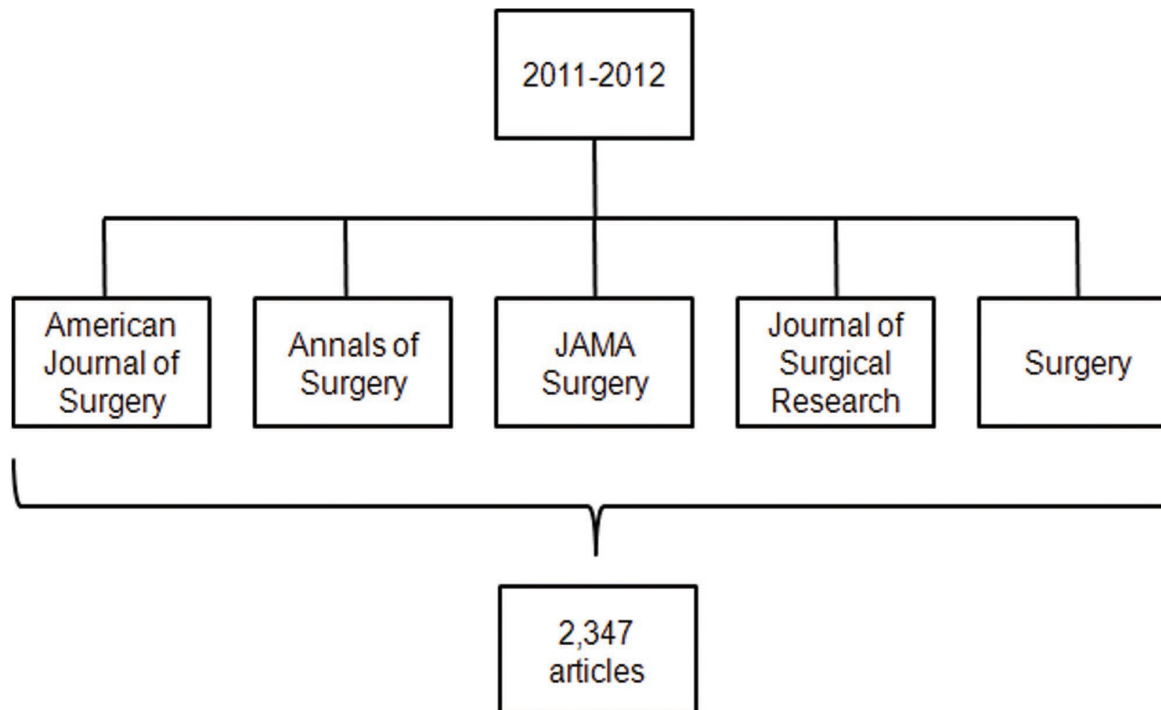 2011-2012
American
Journal of
Surgery
Annals of
Surgery
JAMA
Surgery
Journal of
Surgical
Research
Surgery
2,347
articles